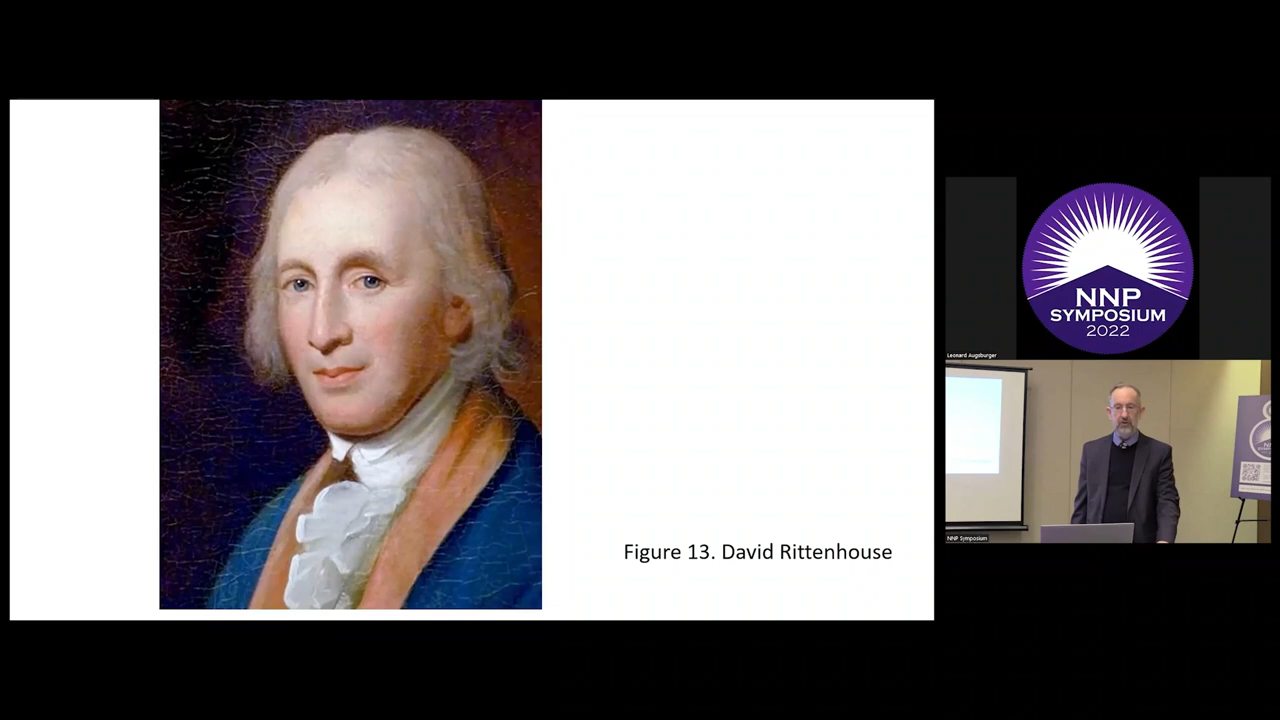 Figure 13. David Rittenhouse
NNP
SYMPOSIUM
2022
Leonard Augsburger
NNP Symposium